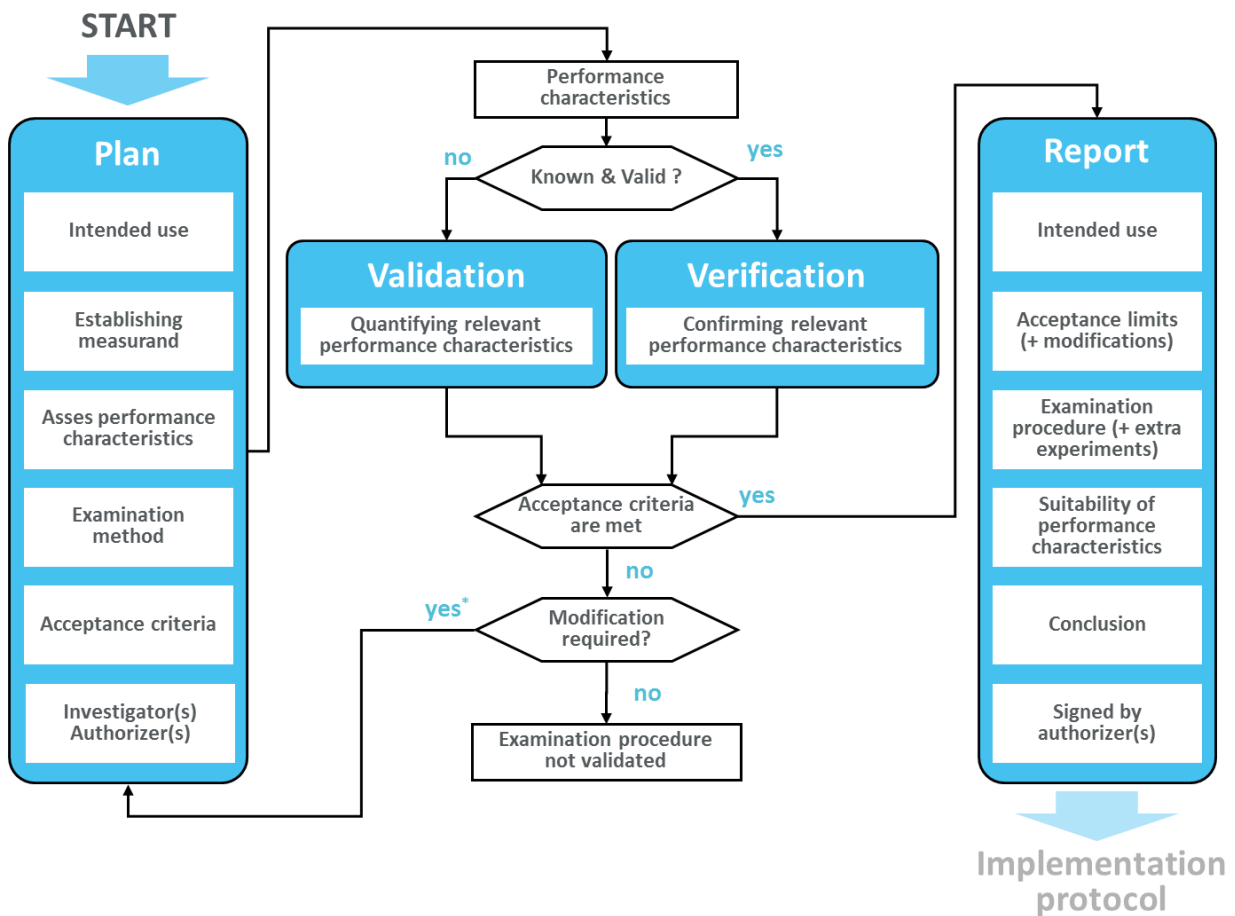 START
Plan
Intended use
Establishing
measurand
Asses performance
characteristics
Examination
method
Acceptance criteria
Investigator(s)
Authorizer(s)
Performance
characteristics
no
yes
Known & Valid ?
Validation
Quantifying relevant
performance characteristics
Verification
Confirming relevant
performance characteristics
Acceptance criteria
are met
yes
no
yes*
Modification
required?
no
Examination procedure
not validated
Report
Intended use
Acceptance limits
(+ modifications)
Examination
procedure (+ extra
experiments)
Suitability of
performance
characteristics
Conclusion
Signed by
authorizer(s)
Implementation
protocol